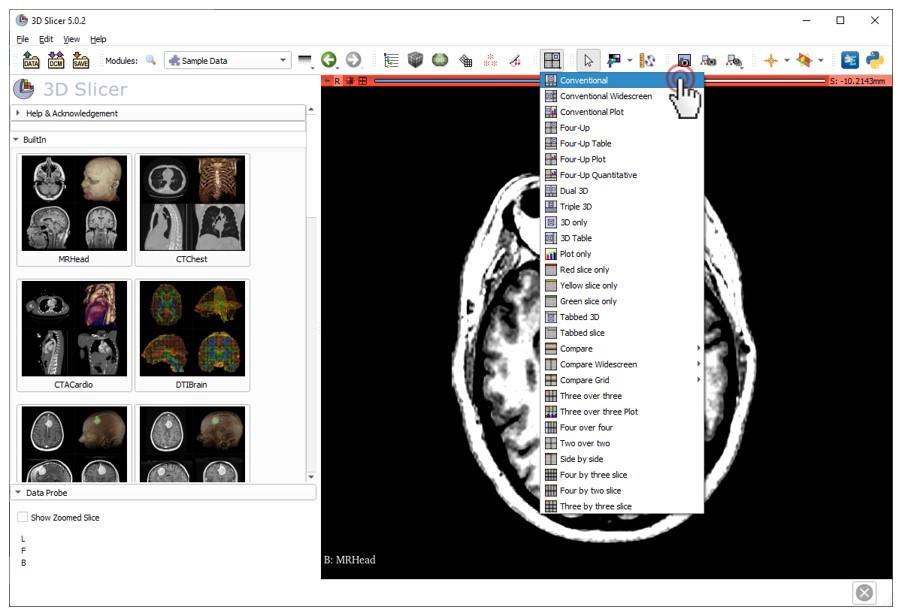 3D Slicer 5.0.2
File Edit View Help
DATA DCM SAVE Modules: Sample Data
3D Slicer
R S: -10.2143mm
Help & Acknowledgement
BuiltIn
MRHead CTChest
CTACardio DTIBrain
Data Probe
Show Zoomed Slice
L
F
B
Conventional
Conventional Widescreen
Conventional Plot
Four-Up
Four-Up Table
Four-Up Plot
Four-Up Quantitative
Dual 3D
Triple 3D
3D only
3D Table
Plot only
Red slice only
Yellow slice only
Green slice only
Tabbed 3D
Tabbed slice
Compare
Compare Widescreen
Compare Grid
Three over three
Three over three Plot
Four over four
Two over two
Side by side
Four by three slice
Four by two slice
Three by three slice
B: MRHead